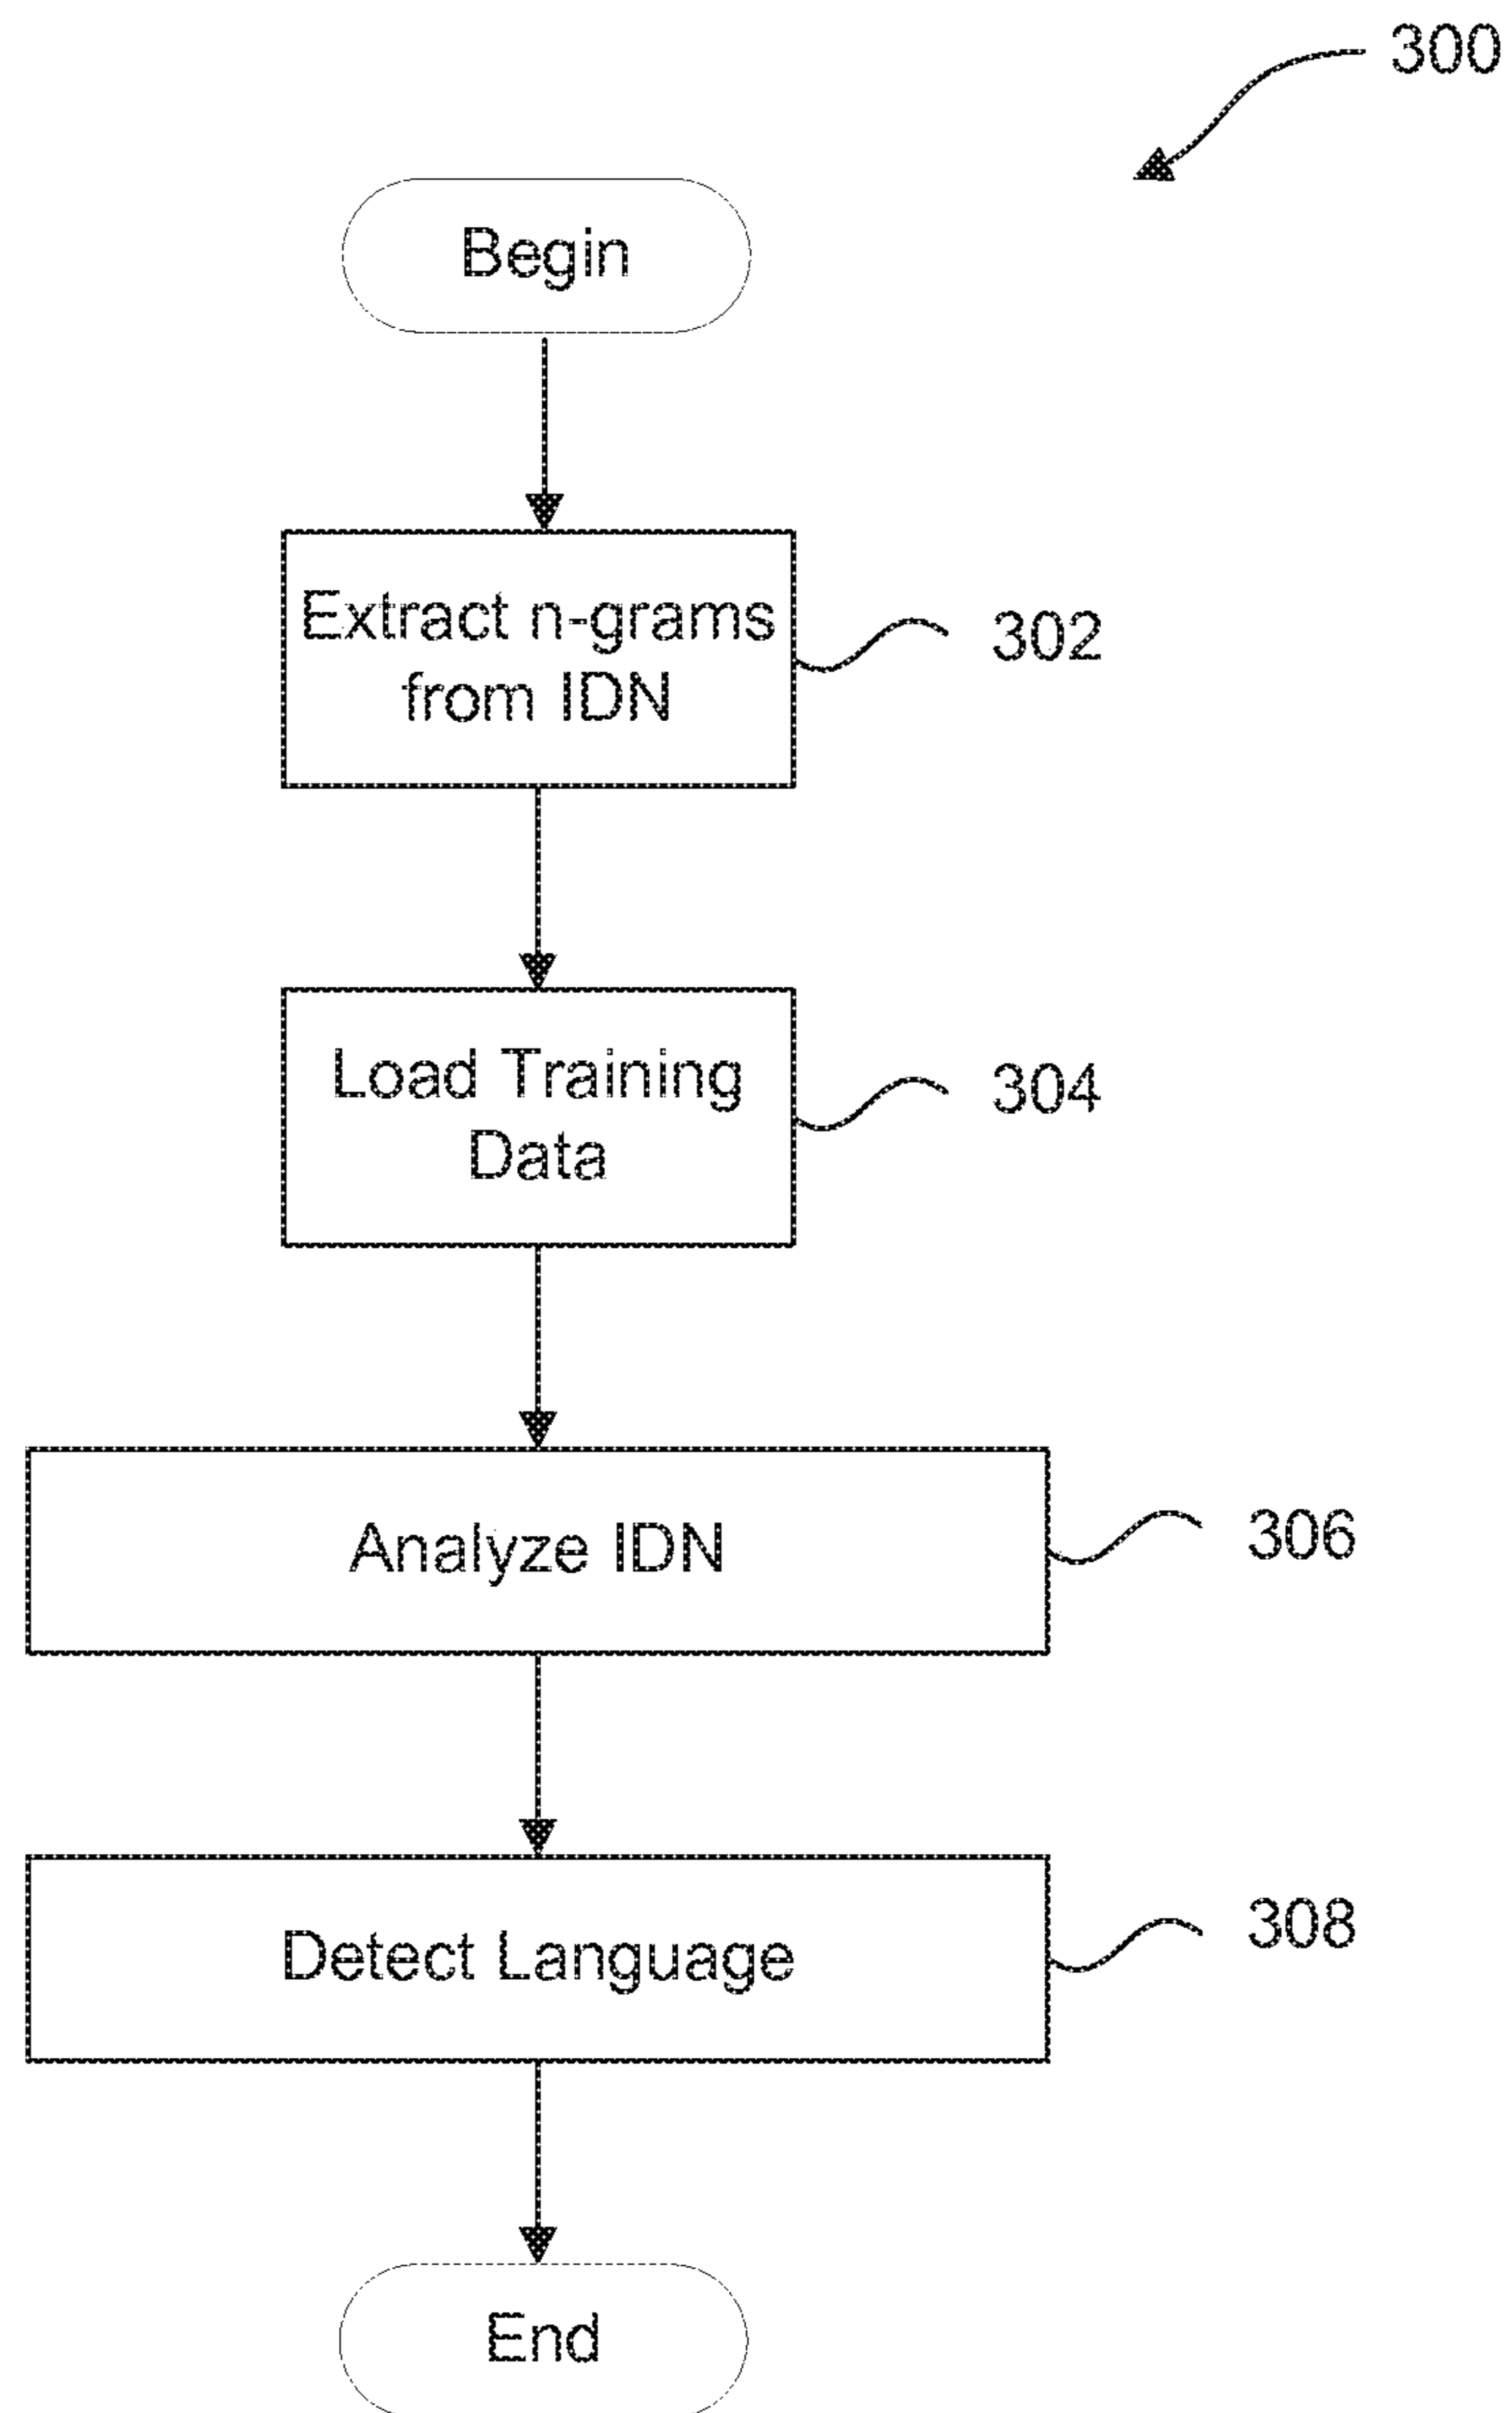 300
Begin
Extract n-grams
from IDN
302
Load Training
Data
304
Analyze IDN
306
Detect Language
308
End